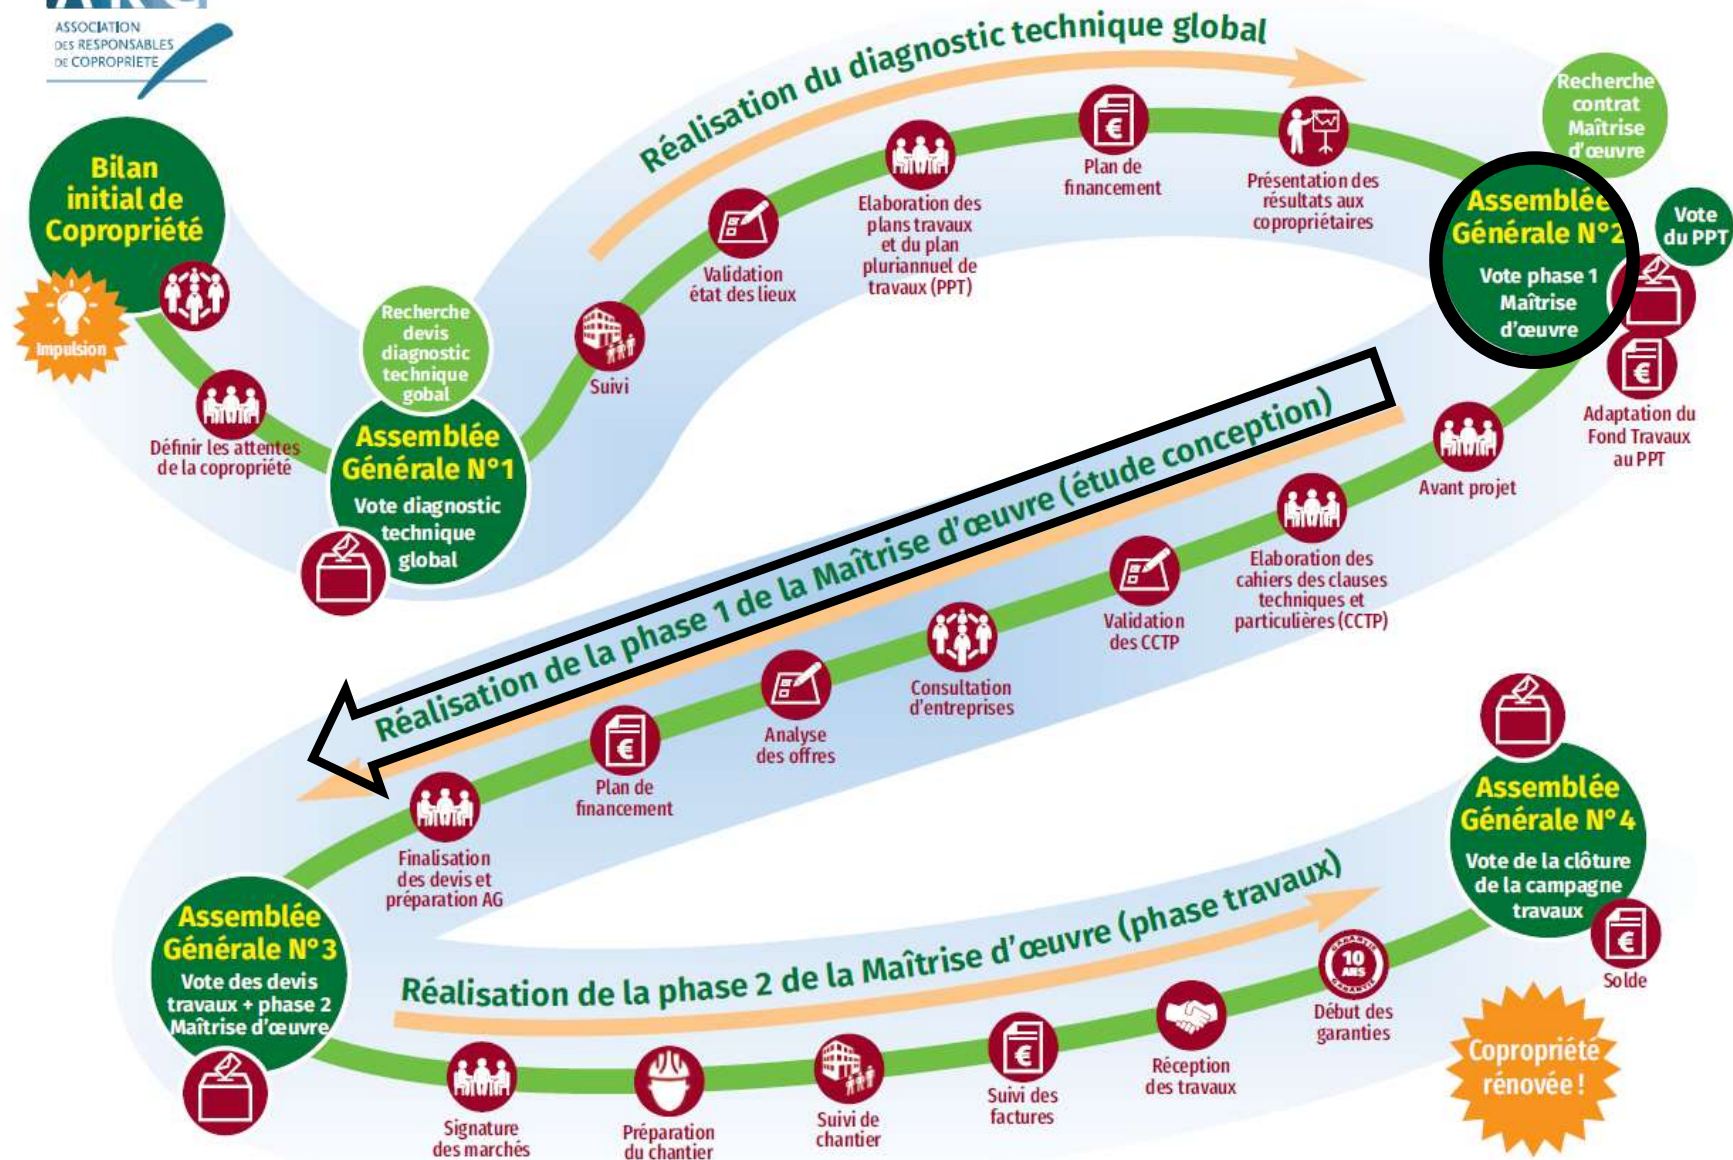 ARC
ASSOCIATION
DES RESPONSABLES
DE COPROPRIÉTÉ
Bilan
initial de
Copropriété
Impulsion
Définir les attentes
de la copropriété
Recherche
devis
diagnostic
technique
gobal
Assemblée
Générale N°1
Vote diagnostic
technique
global
Réalisation du diagnostic technique global
Suivi
Validation
état des lieux
Elaboration des
plans travaux
et du plan
pluriannuel de
travaux (PPT)
Plan de
financement
Présentation des
résultats aux
copropriétaires
Recherche
contrat
Maîtrise
d'œuvre
Assemblée
Générale N°2
Vote phase 1
Maîtrise
d'œuvre
Vote
du PPT
Adaptation du
Fond Travaux
au PPT
Réalisation de la phase 1 de la Maîtrise d'œuvre (étude conception)
Avant projet
Elaboration des
cahiers des clauses
techniques et
particulières (CCTP)
Validation
des CCTP
Consultation
d'entreprises
Analyse
des offres
Plan de
financement
Finalisation
des devis et
préparation AG
Assemblée
Générale N°3
Vote des devis
travaux + phase 2
Maîtrise d'œuvre
Réalisation de la phase 2 de la Maîtrise d'œuvre (phase travaux)
Signature
des marchés
Préparation
du chantier
Suivi de
chantier
Suivi des
factures
Réception
des travaux
GARANTIE
10
ANS
GARANTIE
Début des
garanties
Assemblée
Générale N°4
Vote de la clôture
de la campagne
travaux
Solde
Copropriété
rénovée !